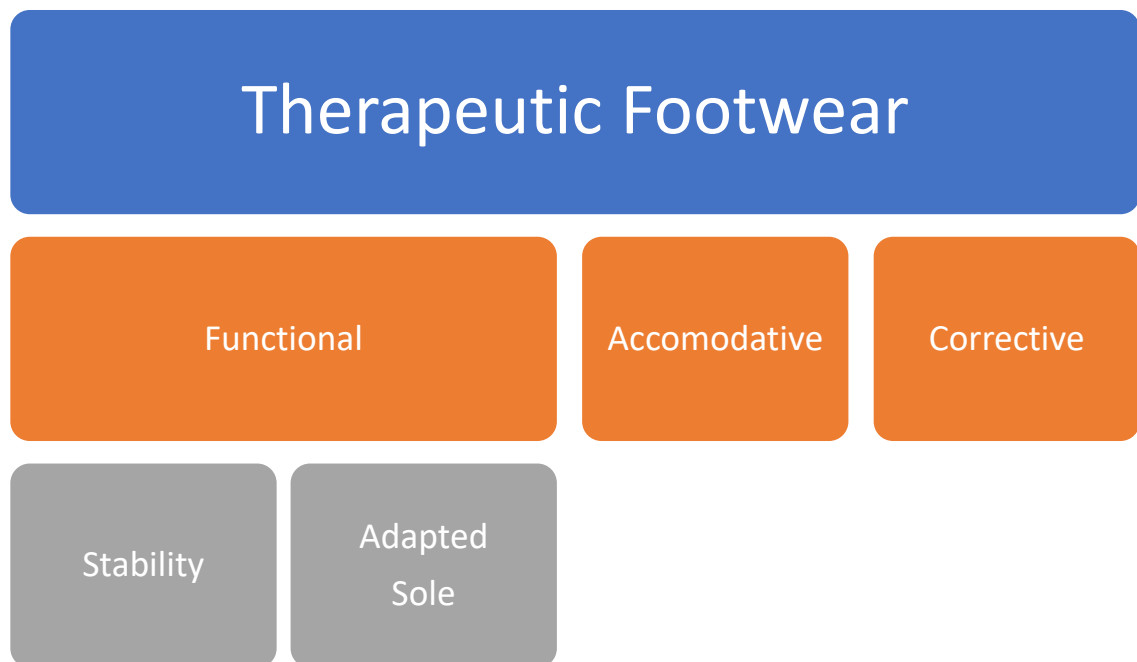 Therapeutic Footwear
Functional
Accomodative
Corrective
Stability
Adapted
Sole